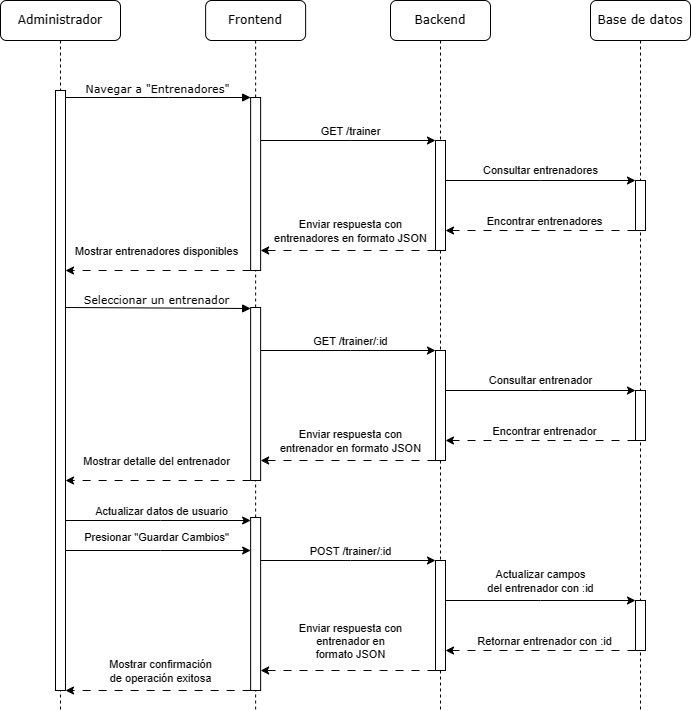 Administrador
Frontend
Backend
Base de datos
Navegar a "Entrenadores"
GET /trainer
Consultar entrenadores
Encontrar entrenadores
Enviar respuesta con
entrenadores en formato JSON
Mostrar entrenadores disponibles
Seleccionar un entrenador
GET /trainer/:id
Consultar entrenador
Encontrar entrenador
Enviar respuesta con
entrenador en formato JSON
Mostrar detalle del entrenador
Actualizar datos de usuario
Presionar "Guardar Cambios"
POST /trainer/:id
Actualizar campos
del entrenador con :id
Retornar entrenador con :id
Enviar respuesta con
entrenador en
formato JSON
Mostrar confirmación
de operación exitosa